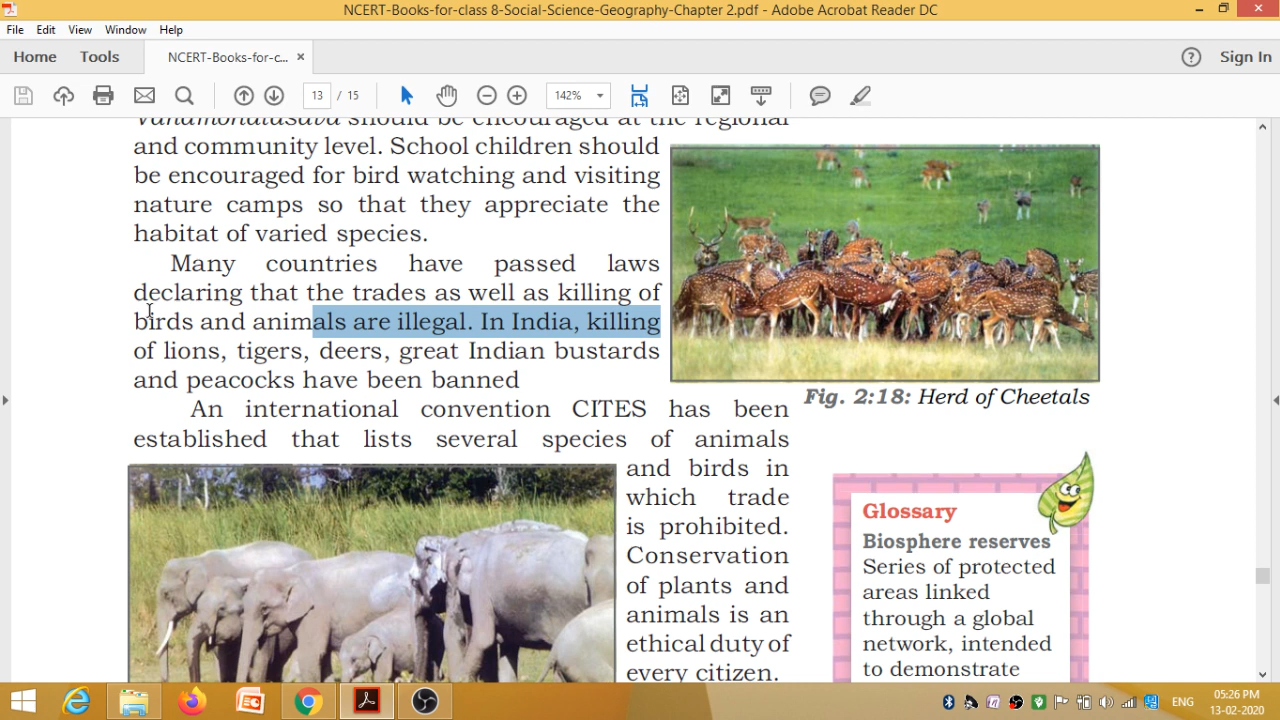 NCERT-Books-for-class 8-Social-Science-Geography-Chapter 2.pdf - Adobe Acrobat Reader DC
File Edit View Window Help
Home Tools NCERT-Books-for-c... Sign In
13 / 15 142%
Vanamohatasava should be encouraged at the regional
and community level. School children should
be encouraged for bird watching and visiting
nature camps so that they appreciate the
habitat of varied species.
Many countries have passed laws
declaring that the trades as well as killing of
birds and animals are illegal. In India, killing
of lions, tigers, deers, great Indian bustards
and peacocks have been banned
Fig. 2:18: Herd of Cheetals
An international convention CITES has been
established that lists several species of animals
and birds in
which trade
is prohibited.
Conservation
of plants and
animals is an
ethical duty of
every citizen.
Glossary
Biosphere reserves
Series of protected
areas linked
through a global
network, intended
to demonstrate
ENG
05:26 PM
13-02-2020